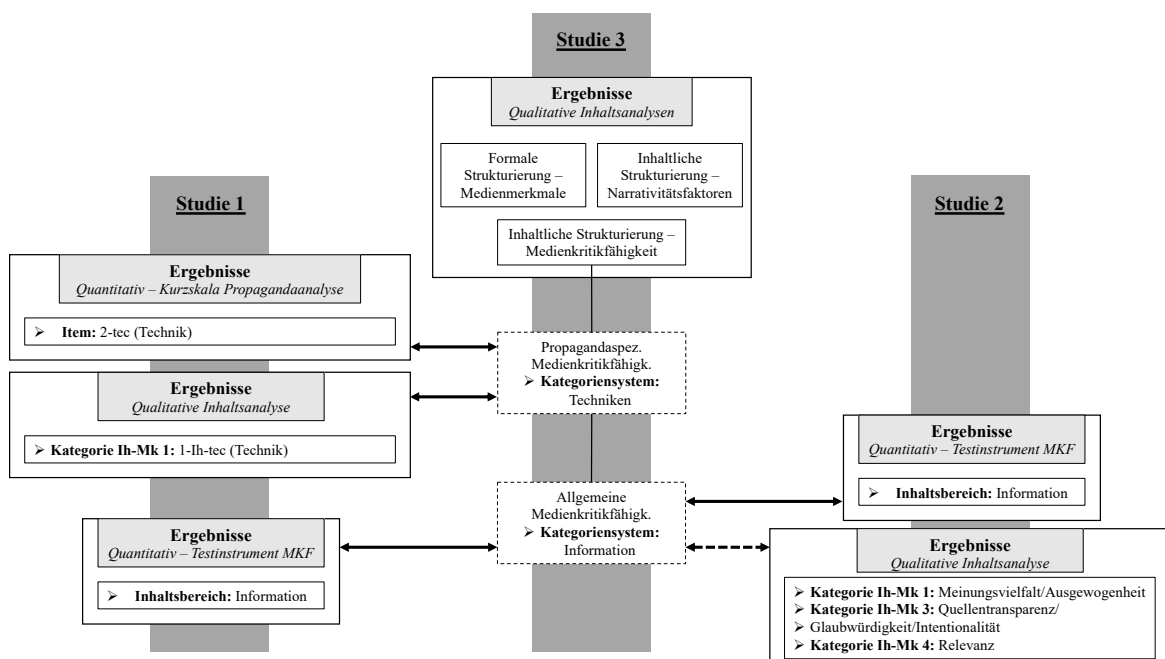 Studie 3
Ergebnisse
Qualitative Inhaltsanalysen
Formale
Strukturierung –
Medienmerkmale
Inhaltliche
Strukturierung –
Narrativitätsfaktoren
Inhaltliche Strukturierung –
Medienkritikfähigkeit
Studie 1
Ergebnisse
Quantitativ – Kurzskala Propagandaanalyse
➢ Item: 2-tec (Technik)
Ergebnisse
Qualitative Inhaltsanalyse
➢ Kategorie Ih-Mk 1: 1-Ih-tec (Technik)
Ergebnisse
Quantitativ – Testinstrument MKF
➢ Inhaltsbereich: Information
Propagandaspez.
Medienkritikfähigk.
➢ Kategoriensystem:
Techniken
Allgemeine
Medienkritikfähigk.
➢ Kategoriensystem:
Information
Studie 2
Ergebnisse
Quantitativ – Testinstrument MKF
➢ Inhaltsbereich: Information
Ergebnisse
Qualitative Inhaltsanalyse
➢ Kategorie Ih-Mk 1: Meinungsvielfalt/Ausgewogenheit
➢ Kategorie Ih-Mk 3: Quellentransparenz/
➢ Glaubwürdigkeit/Intentionalität
➢ Kategorie Ih-Mk 4: Relevanz